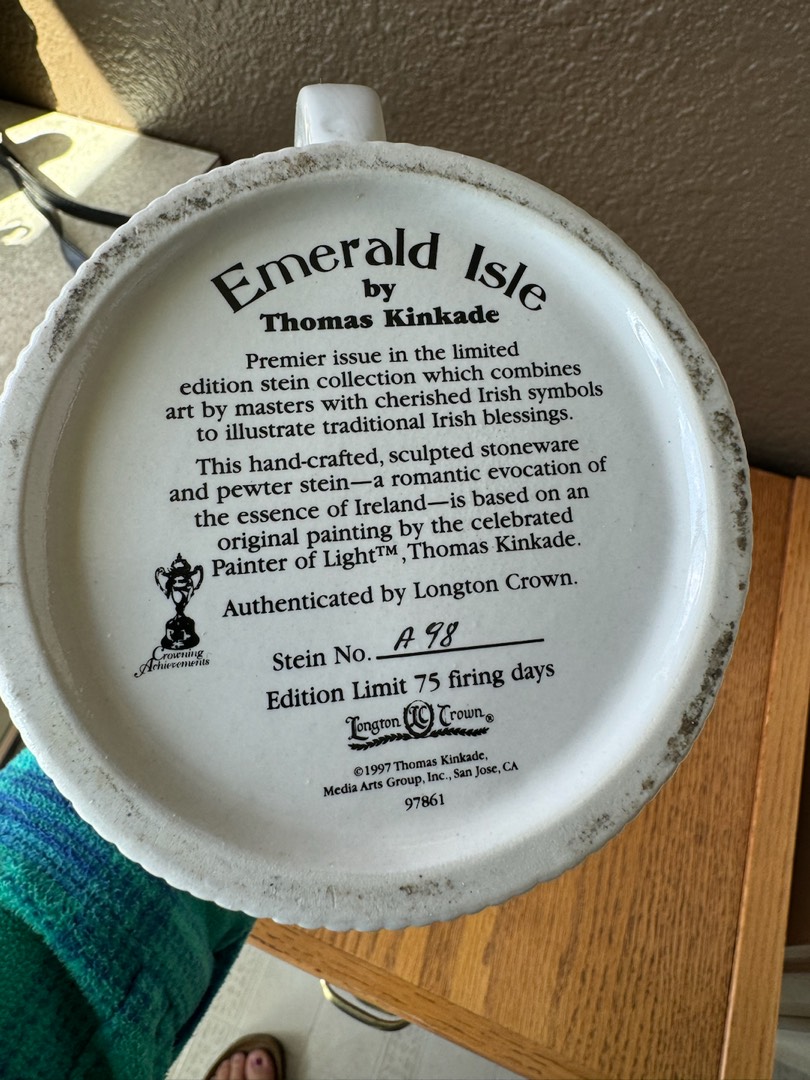 Emerald Isle
by
Thomas Kinkade
Premier issue in the limited
edition stein collection which combines
art by masters with cherished Irish symbols
to illustrate traditional Irish blessings.
This hand-crafted, sculpted stoneware
and pewter stein—a romantic evocation of
the essence of Ireland—is based on an
original painting by the celebrated
Painter of Light™, Thomas Kinkade.
Authenticated by Longton Crown.
Crowning
Achievements
Stein No. A 98
Edition Limit 75 firing days
Longton LC Crown®
©1997 Thomas Kinkade,
Media Arts Group, Inc., San Jose, CA
97861